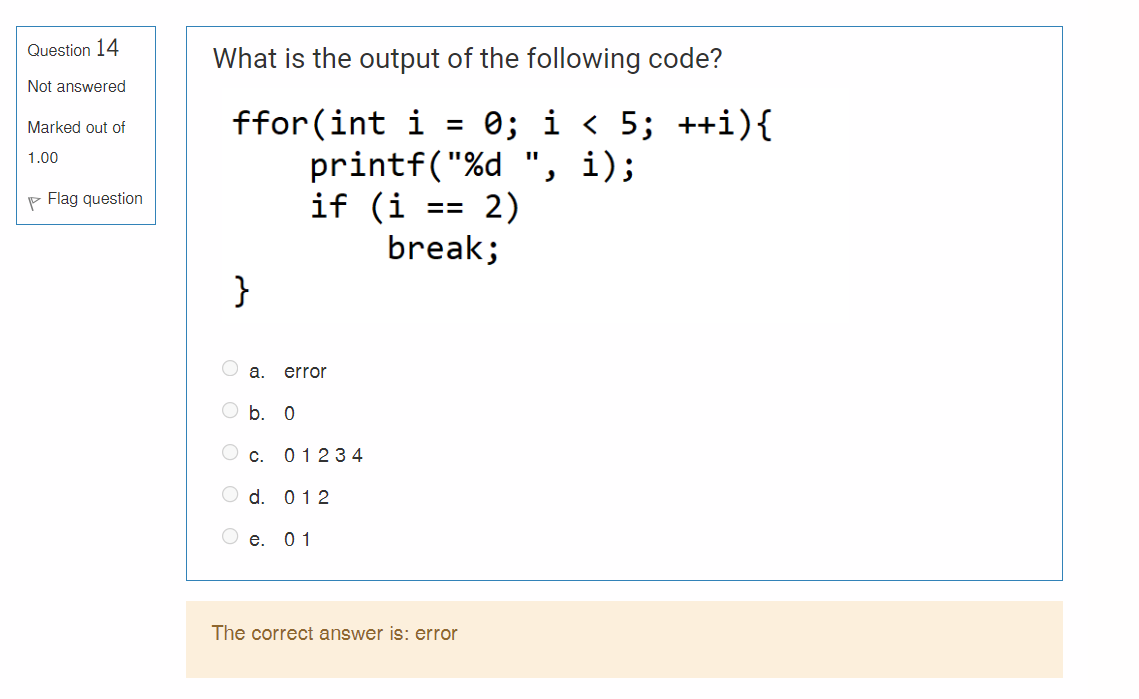 Question 14
Not answered
Marked out of
1.00
Flag question
What is the output of the following code?
ffor(int i = 0; i < 5; ++i){
    printf("%d ", i);
    if (i == 2)
        break;
}
a. error
b. 0
c. 0 1 2 3 4
d. 0 1 2
e. 0 1
The correct answer is: error